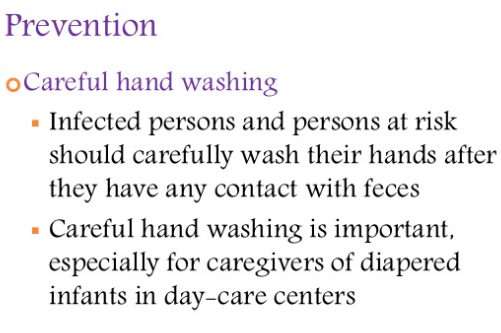 Prevention
Careful hand washing
Infected persons and persons at risk
should carefully wash their hands after
they have any contact with feces
Careful hand washing is important,
especially for caregivers of diapered
infants in day-care centers